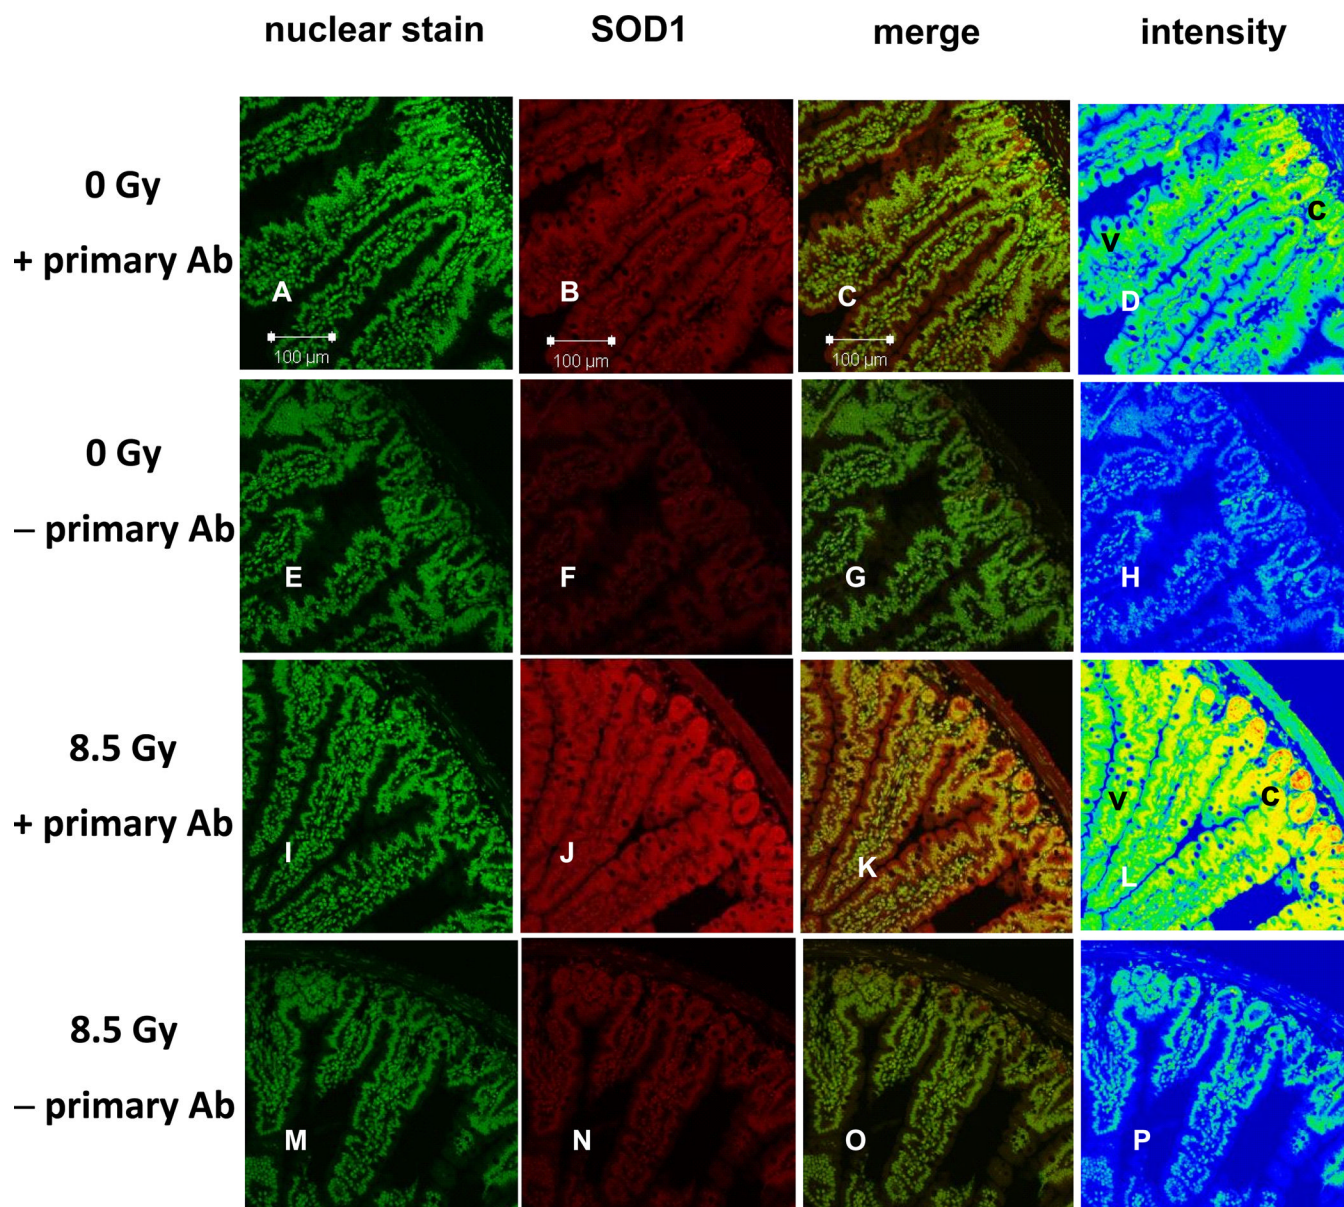 nuclear stain SOD1 merge intensity
0 Gy
+ primary Ab
A B C D
V C
100 µm 100 µm 100 µm
0 Gy
– primary Ab
E F G H
8.5 Gy
+ primary Ab
I J K L
V C
8.5 Gy
– primary Ab
M N O P